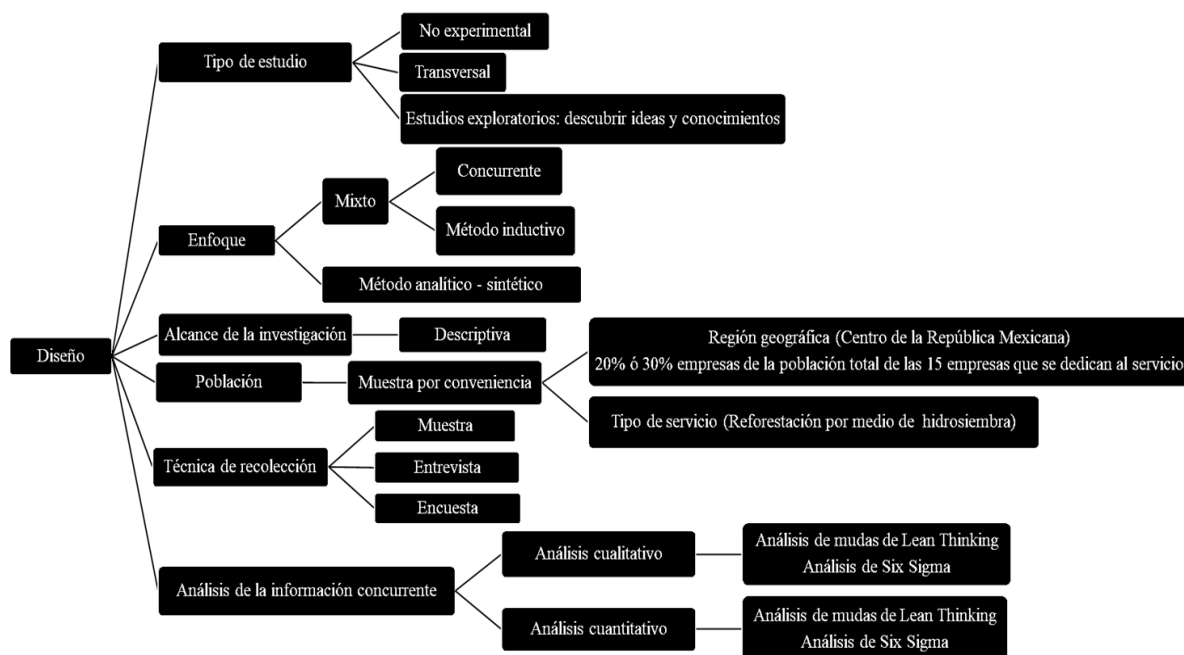 Diseño
Tipo de estudio
No experimental
Transversal
Estudios exploratorios: descubrir ideas y conocimientos
Enfoque
Mixto
Concurrente
Método inductivo
Método analítico - sintético
Alcance de la investigación
Descriptiva
Población
Muestra por conveniencia
Región geográfica (Centro de la República Mexicana)
20% ó 30% empresas de la población total de las 15 empresas que se dedican al servicio
Tipo de servicio (Reforestación por medio de hidrosiembra)
Técnica de recolección
Muestra
Entrevista
Encuesta
Análisis de la información concurrente
Análisis cualitativo
Análisis de mudas de Lean Thinking
Análisis de Six Sigma
Análisis cuantitativo
Análisis de mudas de Lean Thinking
Análisis de Six Sigma